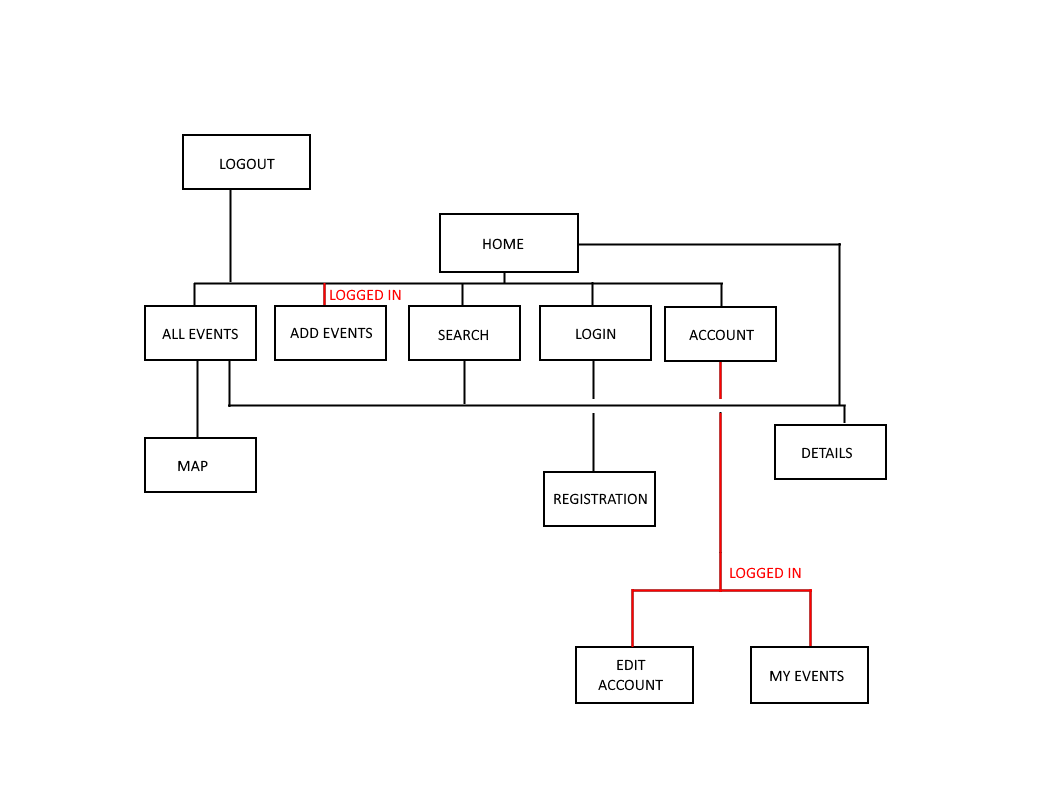 LOGOUT
HOME
LOGGED IN
ALL EVENTS
ADD EVENTS
SEARCH
LOGIN
ACCOUNT
MAP
DETAILS
REGISTRATION
LOGGED IN
EDIT
ACCOUNT
MY EVENTS